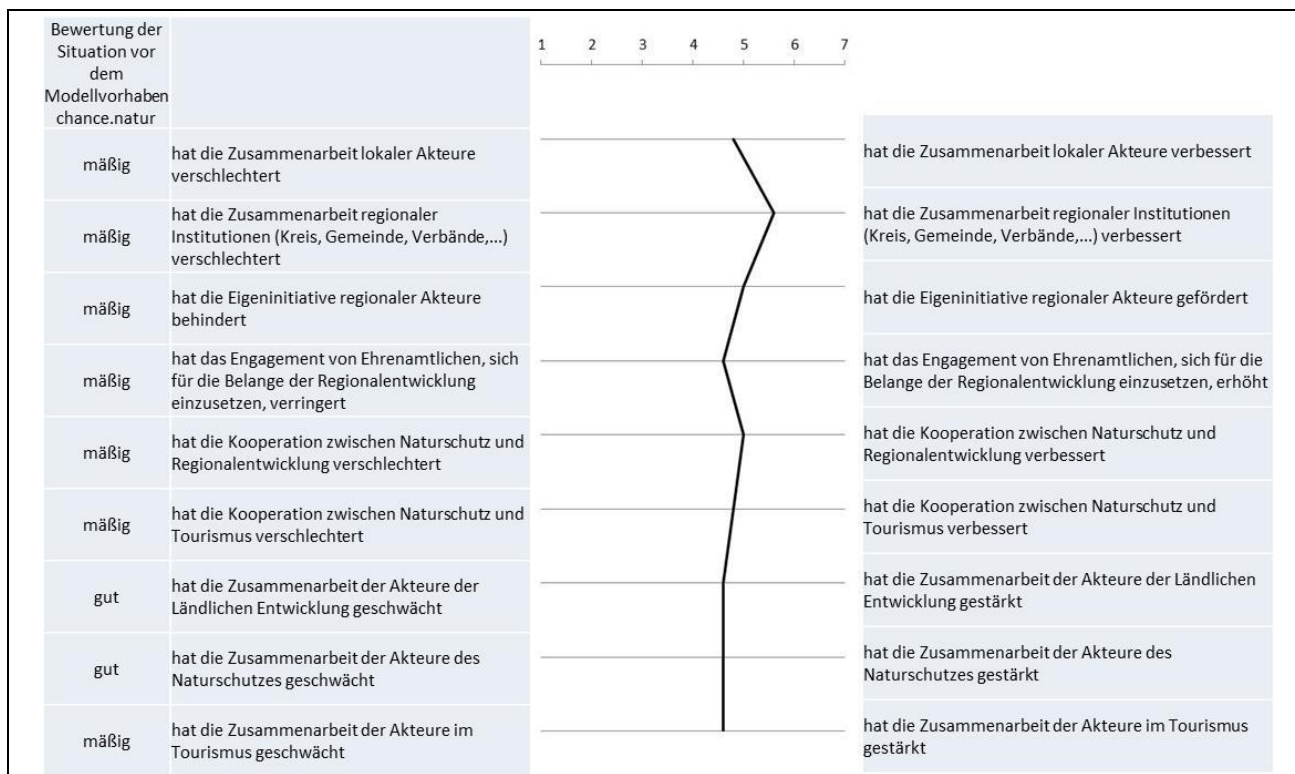 Bewertung der
Situation vor
dem
Modellvorhaben
chance.natur
1 2 3 4 5 6 7
mäßig
hat die Zusammenarbeit lokaler Akteure
verschlechtert
hat die Zusammenarbeit lokaler Akteure verbessert
mäßig
hat die Zusammenarbeit regionaler
Institutionen (Kreis, Gemeinde, Verbände,...)
verschlechtert
hat die Zusammenarbeit regionaler Institutionen
(Kreis, Gemeinde, Verbände,...) verbessert
mäßig
hat die Eigeninitiative regionaler Akteure
behindert
hat die Eigeninitiative regionaler Akteure gefördert
mäßig
hat das Engagement von Ehrenamtlichen, sich
für die Belange der Regionalentwicklung
einzusetzen, verringert
hat das Engagement von Ehrenamtlichen, sich für die
Belange der Regionalentwicklung einzusetzen, erhöht
mäßig
hat die Kooperation zwischen Naturschutz und
Regionalentwicklung verschlechtert
hat die Kooperation zwischen Naturschutz und
Regionalentwicklung verbessert
mäßig
hat die Kooperation zwischen Naturschutz und
Tourismus verschlechtert
hat die Kooperation zwischen Naturschutz und
Tourismus verbessert
gut
hat die Zusammenarbeit der Akteure der
Ländlichen Entwicklung geschwächt
hat die Zusammenarbeit der Akteure der Ländlichen
Entwicklung gestärkt
gut
hat die Zusammenarbeit der Akteure des
Naturschutzes geschwächt
hat die Zusammenarbeit der Akteure des
Naturschutzes gestärkt
mäßig
hat die Zusammenarbeit der Akteure im
Tourismus geschwächt
hat die Zusammenarbeit der Akteure im Tourismus
gestärkt